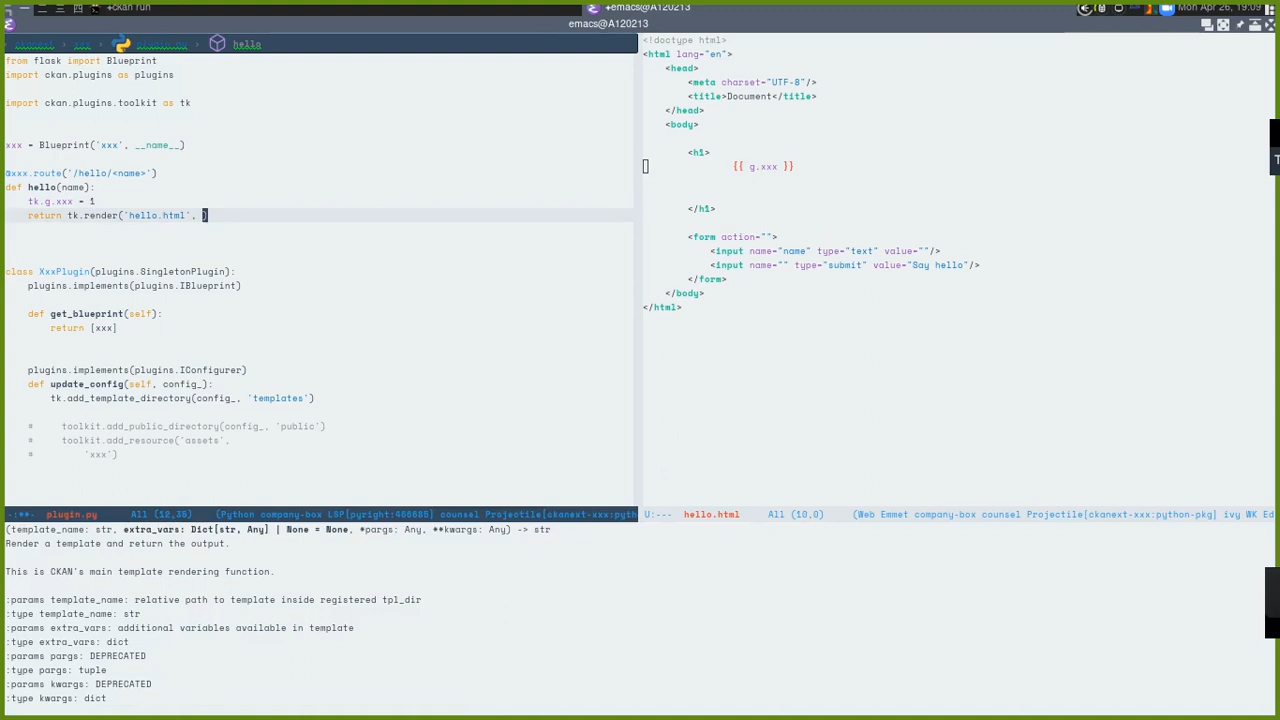 +ckan run
+emacs@A120213
Mon Apr 26, 19:09
emacs@A120213
ckanext
xxx
plugin.py
hello
from flask import Blueprint
import ckan.plugins as plugins
import ckan.plugins.toolkit as tk
xxx = Blueprint('xxx', __name__)
@xxx.route('/hello/<name>')
def hello(name):
tk.g.xxx = 1
return tk.render('hello.html', )
class XxxPlugin(plugins.SingletonPlugin):
plugins.implements(plugins.IBlueprint)
def get_blueprint(self):
return [xxx]
plugins.implements(plugins.IConfigurer)
def update_config(self, config_):
tk.add_template_directory(config_, 'templates')
#     toolkit.add_public_directory(config_, 'public')
#     toolkit.add_resource('assets',
#         'xxx')
-:**-  plugin.py      All (12,35)    (Python company-box LSP[pyright:408685] counsel Projectile[ckanext-xxx:pyth
<!doctype html>
<html lang="en">
<head>
<meta charset="UTF-8"/>
<title>Document</title>
</head>
<body>
<h1>
{{ g.xxx }}
</h1>
<form action="">
<input name="name" type="text" value=""/>
<input name="" type="submit" value="Say hello"/>
</form>
</body>
</html>
U:---  hello.html     All (10,0)     (Web Emmet company-box counsel Projectile[ckanext-xxx:python-pkg] ivy WK Ed
(template_name: str, extra_vars: Dict[str, Any] | None = None, *pargs: Any, **kwargs: Any) -> str
Render a template and return the output.
This is CKAN's main template rendering function.
:params template_name: relative path to template inside registered tpl_dir
:type template_name: str
:params extra_vars: additional variables available in template
:type extra_vars: dict
:params pargs: DEPRECATED
:type pargs: tuple
:params kwargs: DEPRECATED
:type kwargs: dict